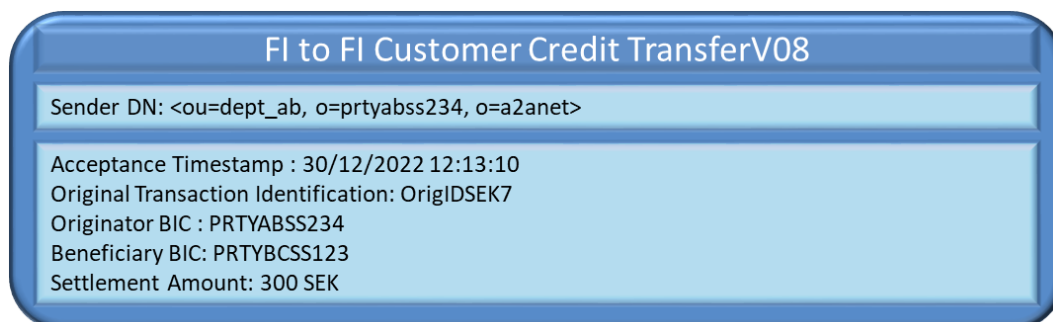 FI to FI Customer Credit TransferV08
Sender DN: <ou=dept_ab, o=prtyabss234, o=a2anet>
Acceptance Timestamp : 30/12/2022 12:13:10
Original Transaction Identification: OrigIDSEK7
Originator BIC : PRTYABSS234
Beneficiary BIC: PRTYBCSS123
Settlement Amount: 300 SEK